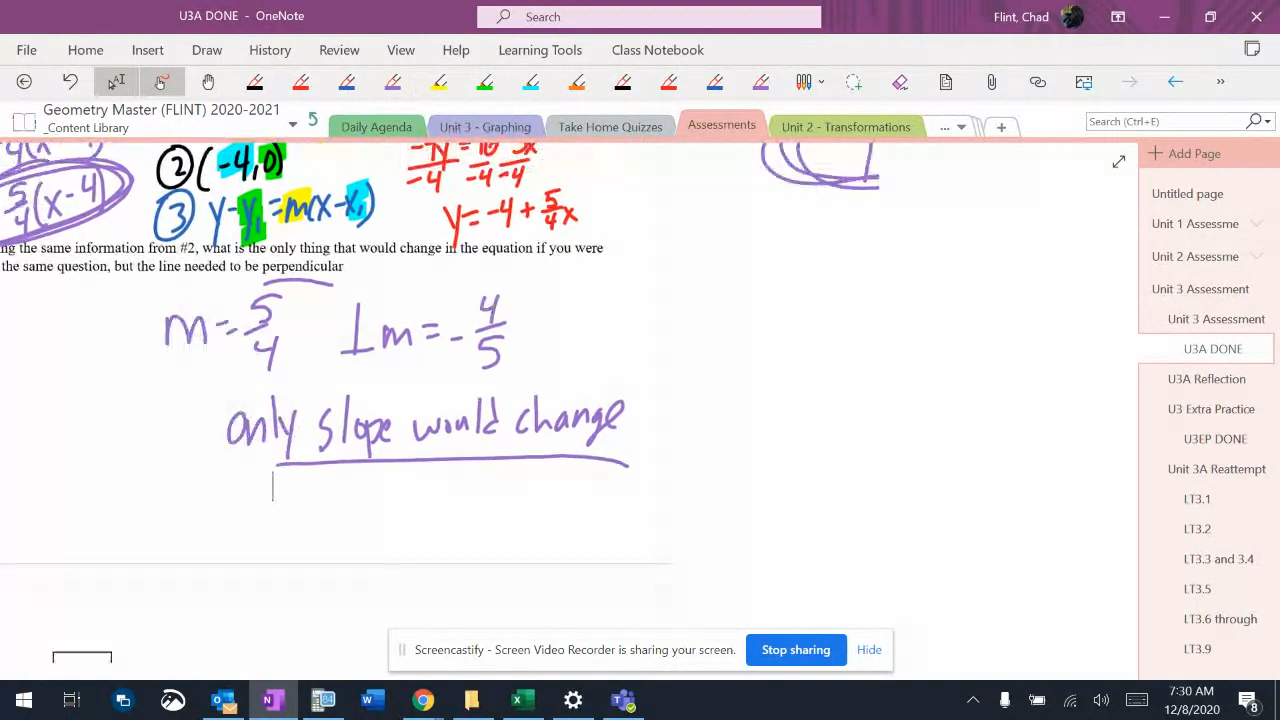 U3A DONE - OneNote
Search
Flint, Chad
File Home Insert Draw History Review View Help Learning Tools Class Notebook
Geometry Master (FLINT) 2020-2021
_Content Library
Daily Agenda Unit 3 - Graphing Take Home Quizzes Assessments Unit 2 - Transformations ...
Search (Ctrl+E)
5/4(x-4)
② (-4,0)
③ y-y₁=m(x-x₁)
-4 -4 -4
y=-4+5/4x
ng the same information from #2, what is the only thing that would change in the equation if you were
the same question, but the line needed to be perpendicular
m=5/4 ⊥m=-4/5
only slope would change
Add Page
Untitled page
Unit 1 Assessme
Unit 2 Assessme
Unit 3 Assessment
Unit 3 Assessment
U3A DONE
U3A Reflection
U3 Extra Practice
U3EP DONE
Unit 3A Reattempt
LT3.1
LT3.2
LT3.3 and 3.4
LT3.5
LT3.6 through
LT3.9
Screencastify - Screen Video Recorder is sharing your screen. Stop sharing Hide
7:30 AM
12/8/2020
8